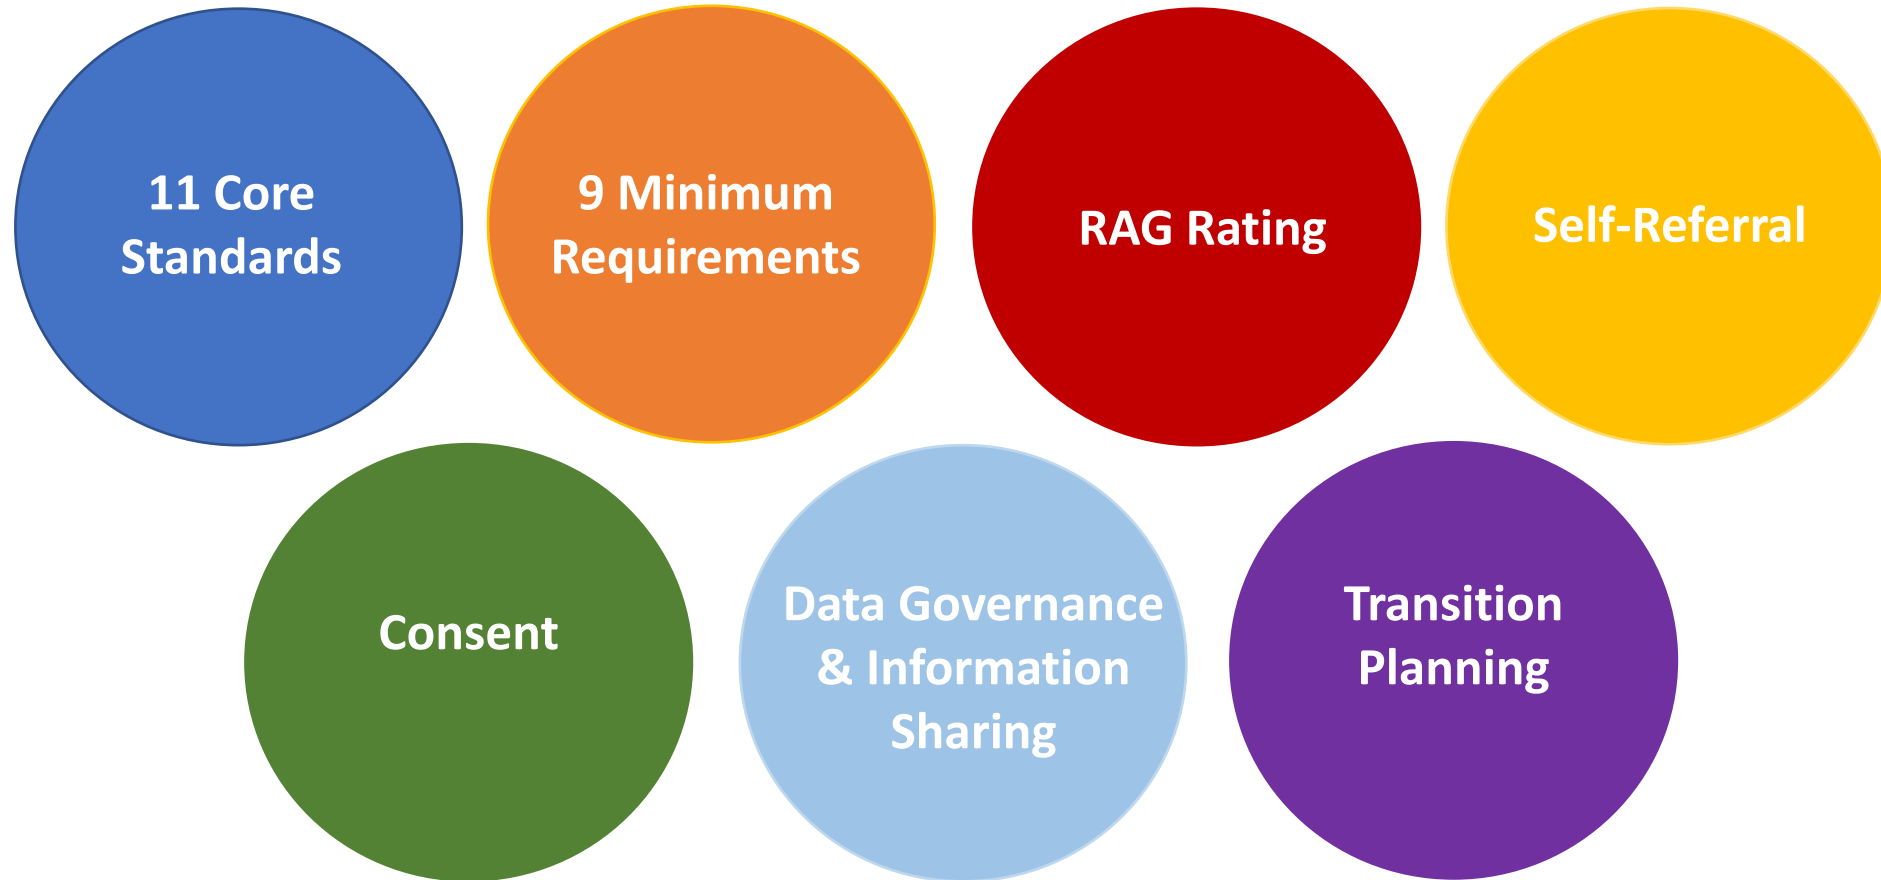 11 Core
Standards
9 Minimum
Requirements
RAG Rating
Self-Referral
Consent
Data Governance
& Information
Sharing
Transition
Planning